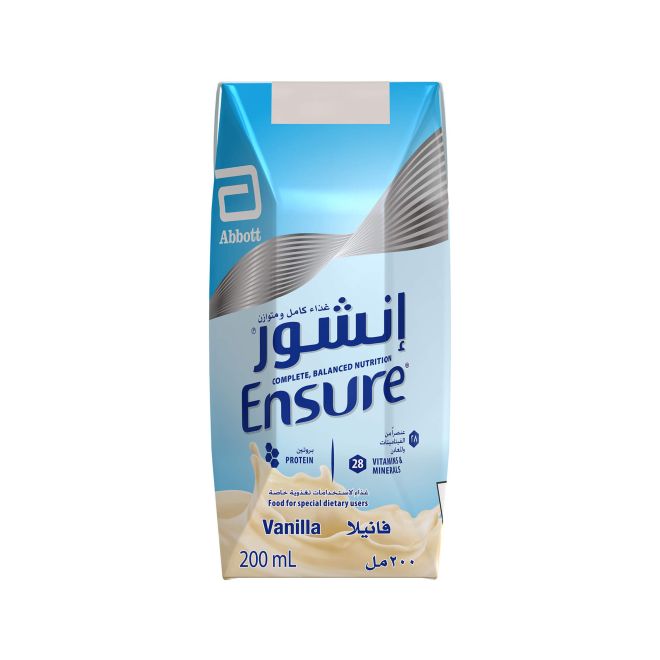 Abbott
غذاء كامل ومتوازن
إنشور
COMPLETE, BALANCED NUTRITION
Ensure®
بروتين
PROTEIN
٢٨
عنصراً من
الفيتامينات
والمعادن
28
VITAMINS &
MINERALS
غذاء لاستخدامات تغذوية خاصة
Food for special dietary users
Vanilla
فانيلا
200 mL
٢٠٠ مل